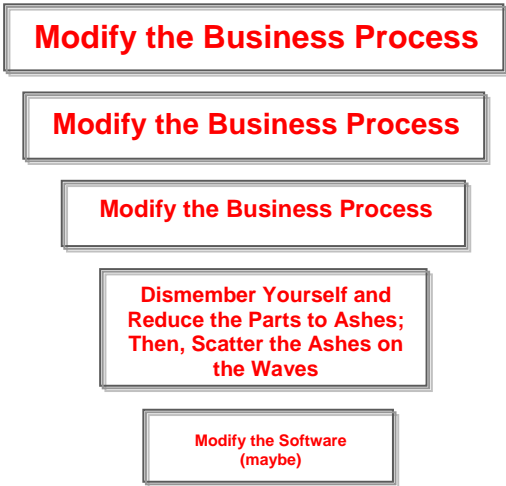 Modify the Business Process
Modify the Business Process
Modify the Business Process
Dismember Yourself and
Reduce the Parts to Ashes;
Then, Scatter the Ashes on
the Waves
Modify the Software
(maybe)